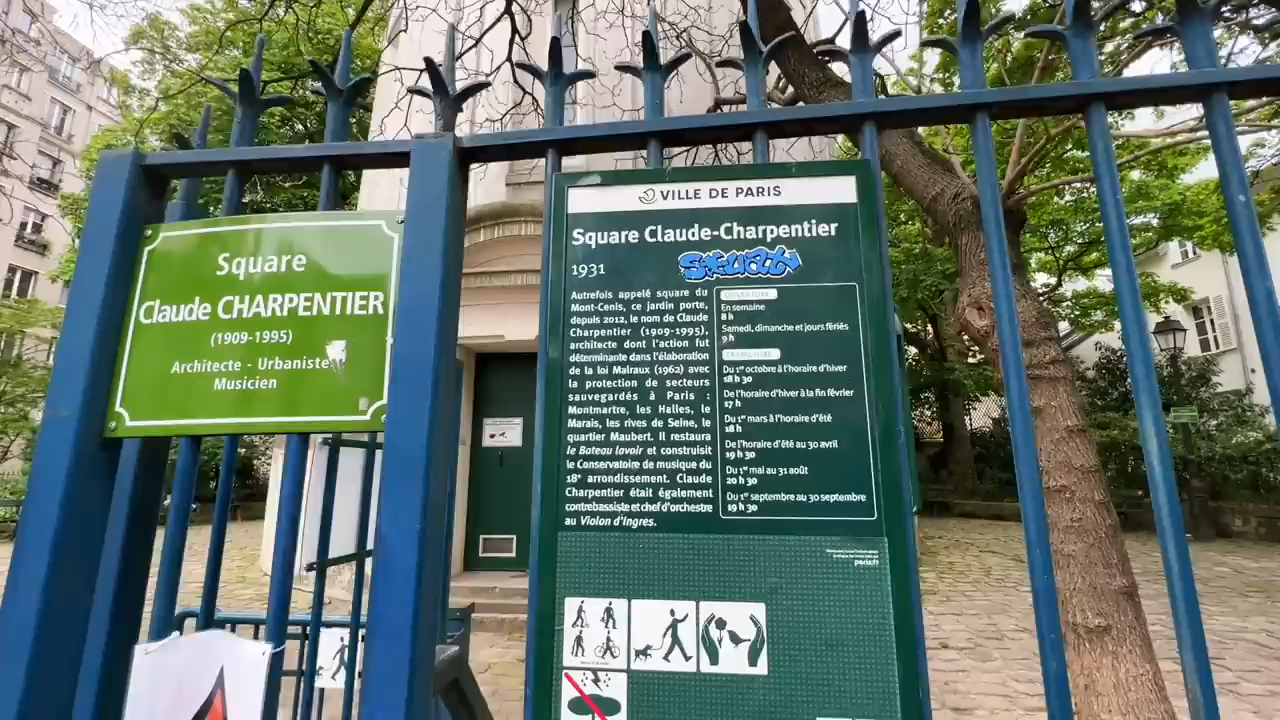 Square
Claude CHARPENTIER
(1909-1995)
Architecte - Urbaniste
Musicien
VILLE DE PARIS
Square Claude-Charpentier
1931
Autrefois appelé square du
Mont-Cenis, ce jardin porte,
depuis 2012, le nom de Claude
Charpentier (1909-1995),
architecte dont l'action fut
déterminante dans l'élaboration
de la loi Malraux (1962) avec
la protection de secteurs
sauvegardés à Paris :
Montmartre, les Halles, le
Marais, les rives de Seine, le
quartier Maubert. Il restaura
le Bateau lavoir et construisit
le Conservatoire de musique du
18e arrondissement. Claude
Charpentier était également
contrebassiste et chef d'orchestre
au Violon d'Ingres.
OUVERTURE
En semaine
8 h
Samedi, dimanche et jours fériés
9 h
FERMETURE
Du 1er octobre à l'horaire d'hiver
18 h 30
De l'horaire d'hiver à la fin février
17 h
Du 1er mars à l'horaire d'été
18 h
De l'horaire d'été au 30 avril
19 h 30
Du 1er mai au 31 août
20 h 30
Du 1er septembre au 30 septembre
19 h 30
paris.fr